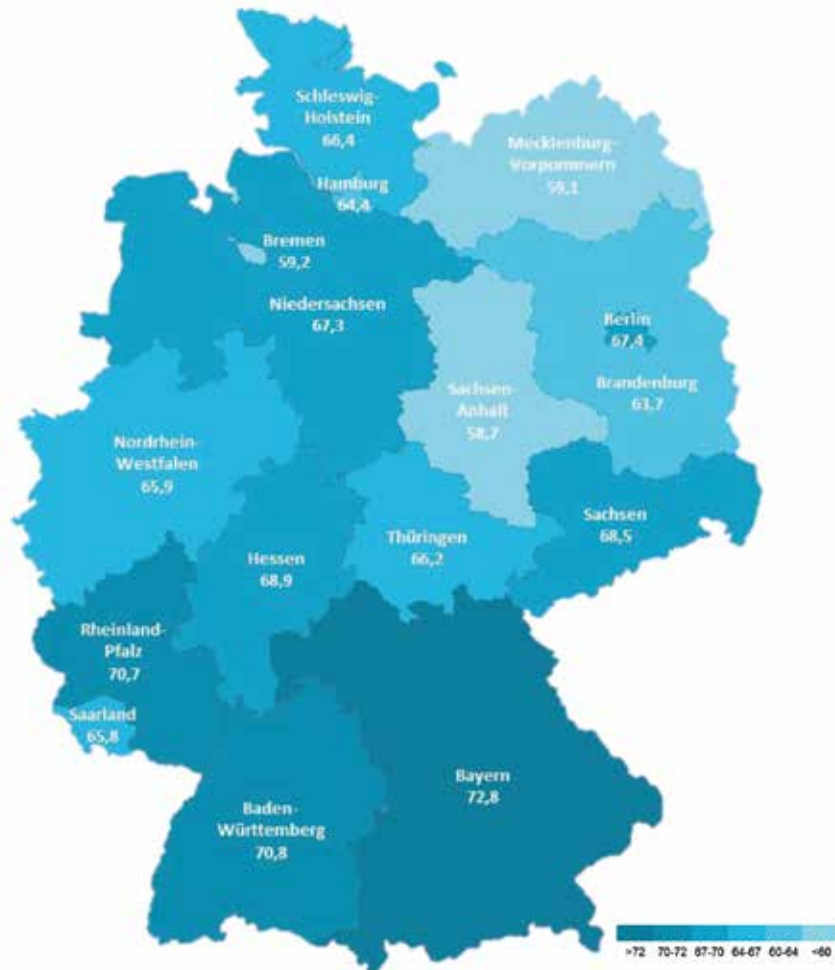 Schleswig-
Holstein
66,4
Mecklenburg-
Vorpommern
59,1
Hamburg
64,4
Bremen
59,2
Niedersachsen
67,3
Berlin
67,4
Brandenburg
63,7
Sachsen-
Anhalt
58,7
Nordrhein-
Westfalen
65,9
Sachsen
68,5
Thüringen
66,2
Hessen
68,9
Rheinland-
Pfalz
70,7
Saarland
65,8
Bayern
72,8
Baden-
Württemberg
70,8
>72 70-72 67-70 64-67 60-64 <60